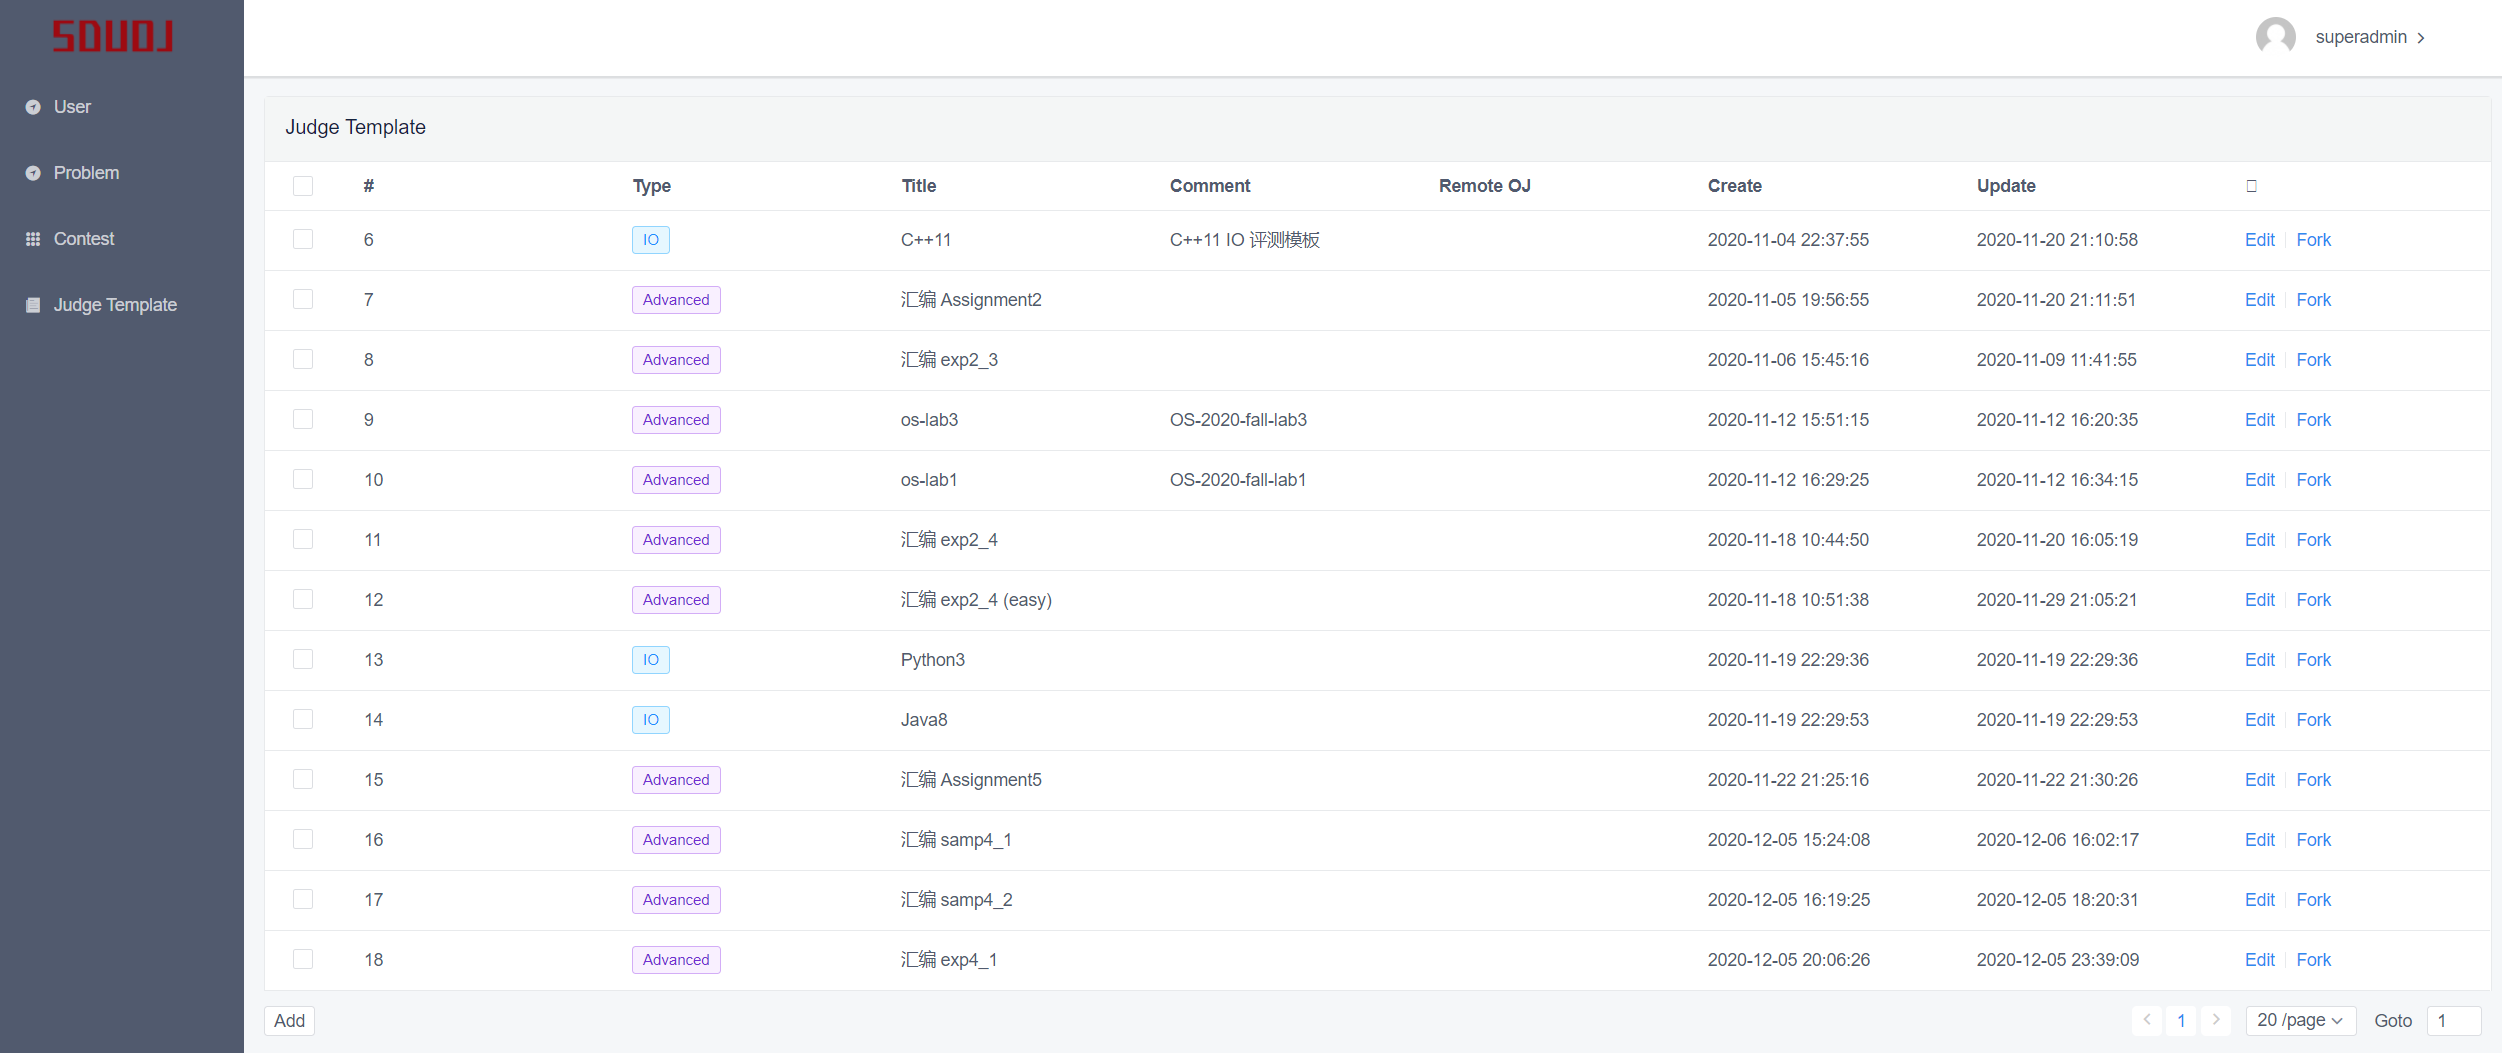 SDUOJ
superadmin
User
Problem
Contest
Judge Template
Judge Template
# Type Title Comment Remote OJ Create Update
6 IO C++11 C++11 IO 评测模板 2020-11-04 22:37:55 2020-11-20 21:10:58 Edit Fork
7 Advanced 汇编 Assignment2 2020-11-05 19:56:55 2020-11-20 21:11:51 Edit Fork
8 Advanced 汇编 exp2_3 2020-11-06 15:45:16 2020-11-09 11:41:55 Edit Fork
9 Advanced os-lab3 OS-2020-fall-lab3 2020-11-12 15:51:15 2020-11-12 16:20:35 Edit Fork
10 Advanced os-lab1 OS-2020-fall-lab1 2020-11-12 16:29:25 2020-11-12 16:34:15 Edit Fork
11 Advanced 汇编 exp2_4 2020-11-18 10:44:50 2020-11-20 16:05:19 Edit Fork
12 Advanced 汇编 exp2_4 (easy) 2020-11-18 10:51:38 2020-11-29 21:05:21 Edit Fork
13 IO Python3 2020-11-19 22:29:36 2020-11-19 22:29:36 Edit Fork
14 IO Java8 2020-11-19 22:29:53 2020-11-19 22:29:53 Edit Fork
15 Advanced 汇编 Assignment5 2020-11-22 21:25:16 2020-11-22 21:30:26 Edit Fork
16 Advanced 汇编 samp4_1 2020-12-05 15:24:08 2020-12-06 16:02:17 Edit Fork
17 Advanced 汇编 samp4_2 2020-12-05 16:19:25 2020-12-05 18:20:31 Edit Fork
18 Advanced 汇编 exp4_1 2020-12-05 20:06:26 2020-12-05 23:39:09 Edit Fork
Add 1 20 /page Goto 1